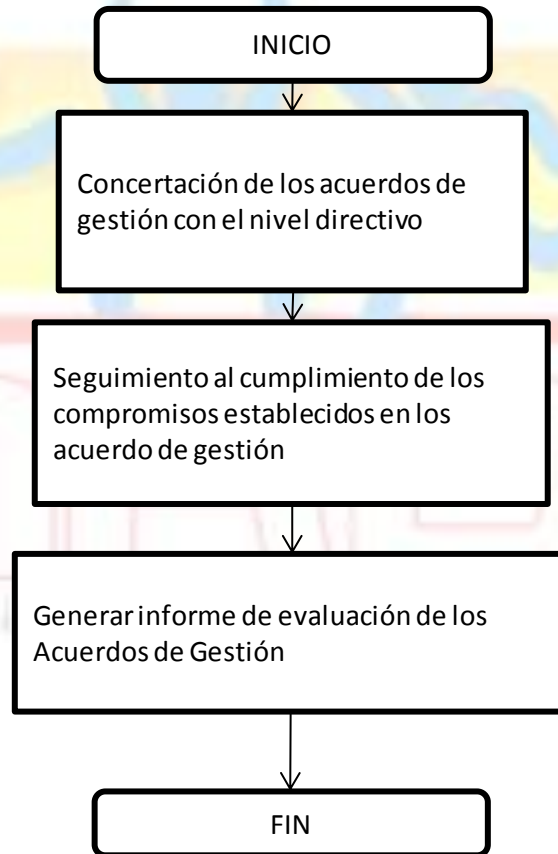 INICIO
Concertación de los acuerdos de
gestión con el nivel directivo
Seguimiento al cumplimiento de los
compromisos establecidos en los
acuerdo de gestión
Generar informe de evaluación de los
Acuerdos de Gestión
FIN